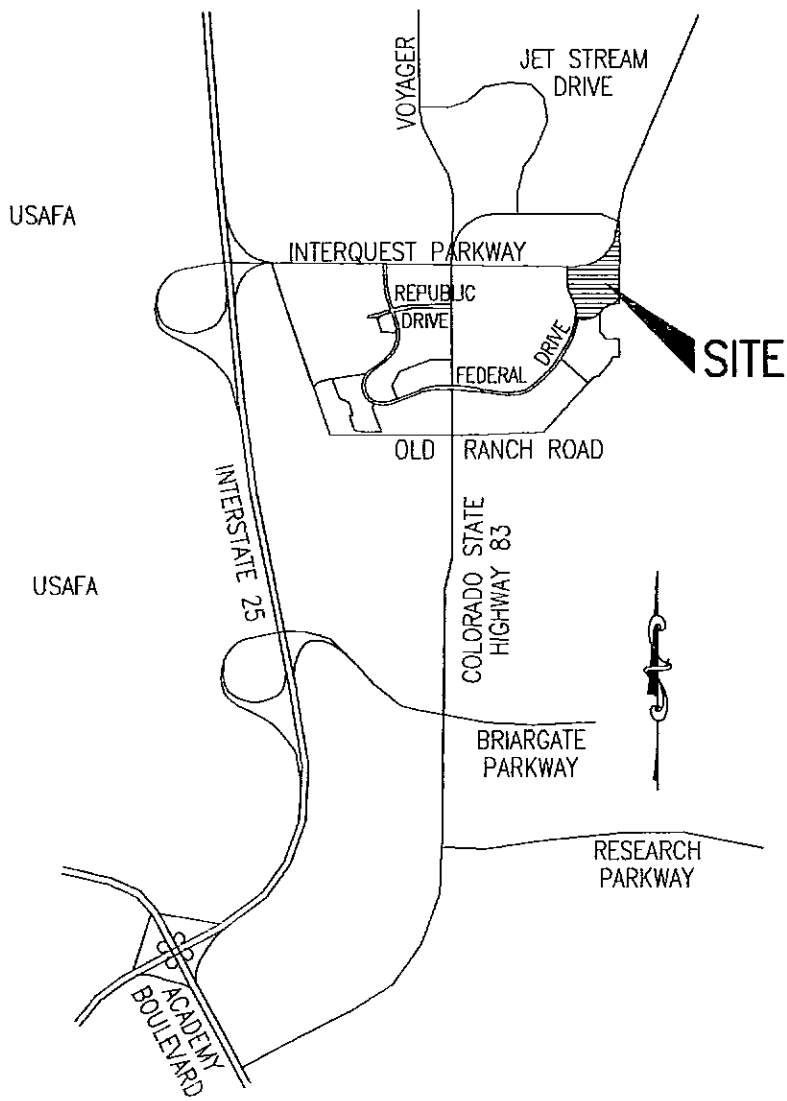 VOYAGER
JET STREAM
DRIVE
USAFA
INTERQUEST PARKWAY
REPUBLIC
DRIVE
DRIVE
FEDERAL
SITE
OLD RANCH ROAD
INTERSTATE 25
COLORADO STATE
HIGHWAY 83
USAFA
BRIARGATE
PARKWAY
RESEARCH
PARKWAY
ACADEMY
BOULEVARD